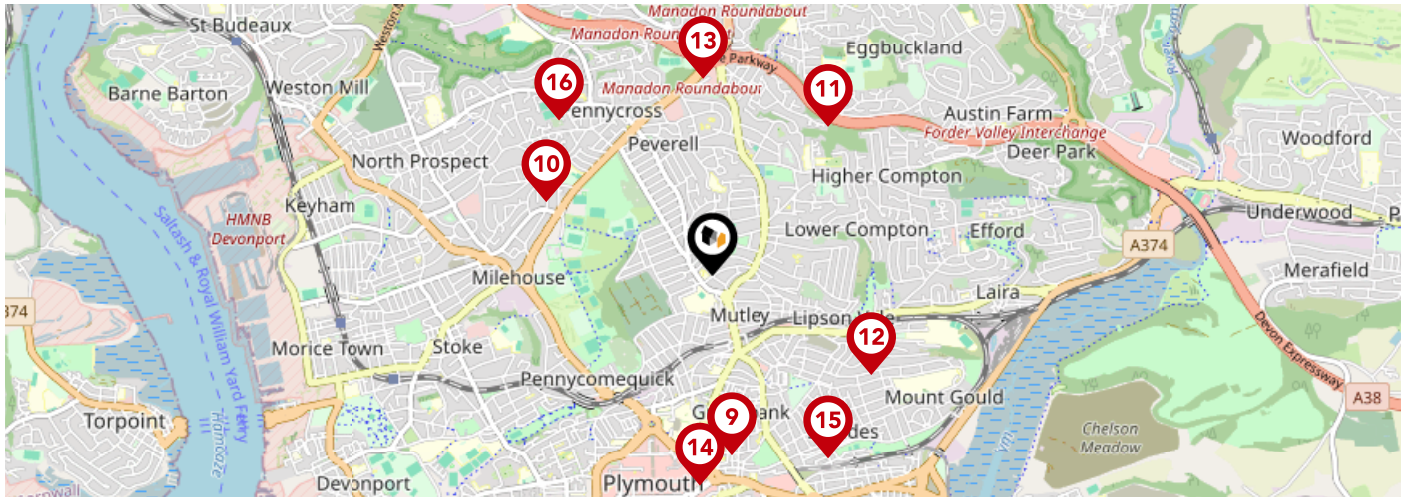 Manadon Roundabout
St Budeaux
Manadon Roun
13
Eggbuckland
e Parkway
16
Weston Mill
Barne Barton
Manadon Roundabout
11
ennycross
Austin Farm
Forder Valley Interchange
Woodford
Peverell
Deer Park
North Prospect
10
Higher Compton
Keyham
HMNB
Devonport
Underwood
Lower Compton
Efford
A374
Saltash & Royal William Yard Ferry
Milehouse
Merafield
Laira
374
Mutley
Lipson
12
Morice Town
Stoke
Devon Expressway
Pennycomequick
Mount Gould
A38
Torpoint
Hamoaze
9
15
14
Chelson
Meadow
Plymouth
Devonport